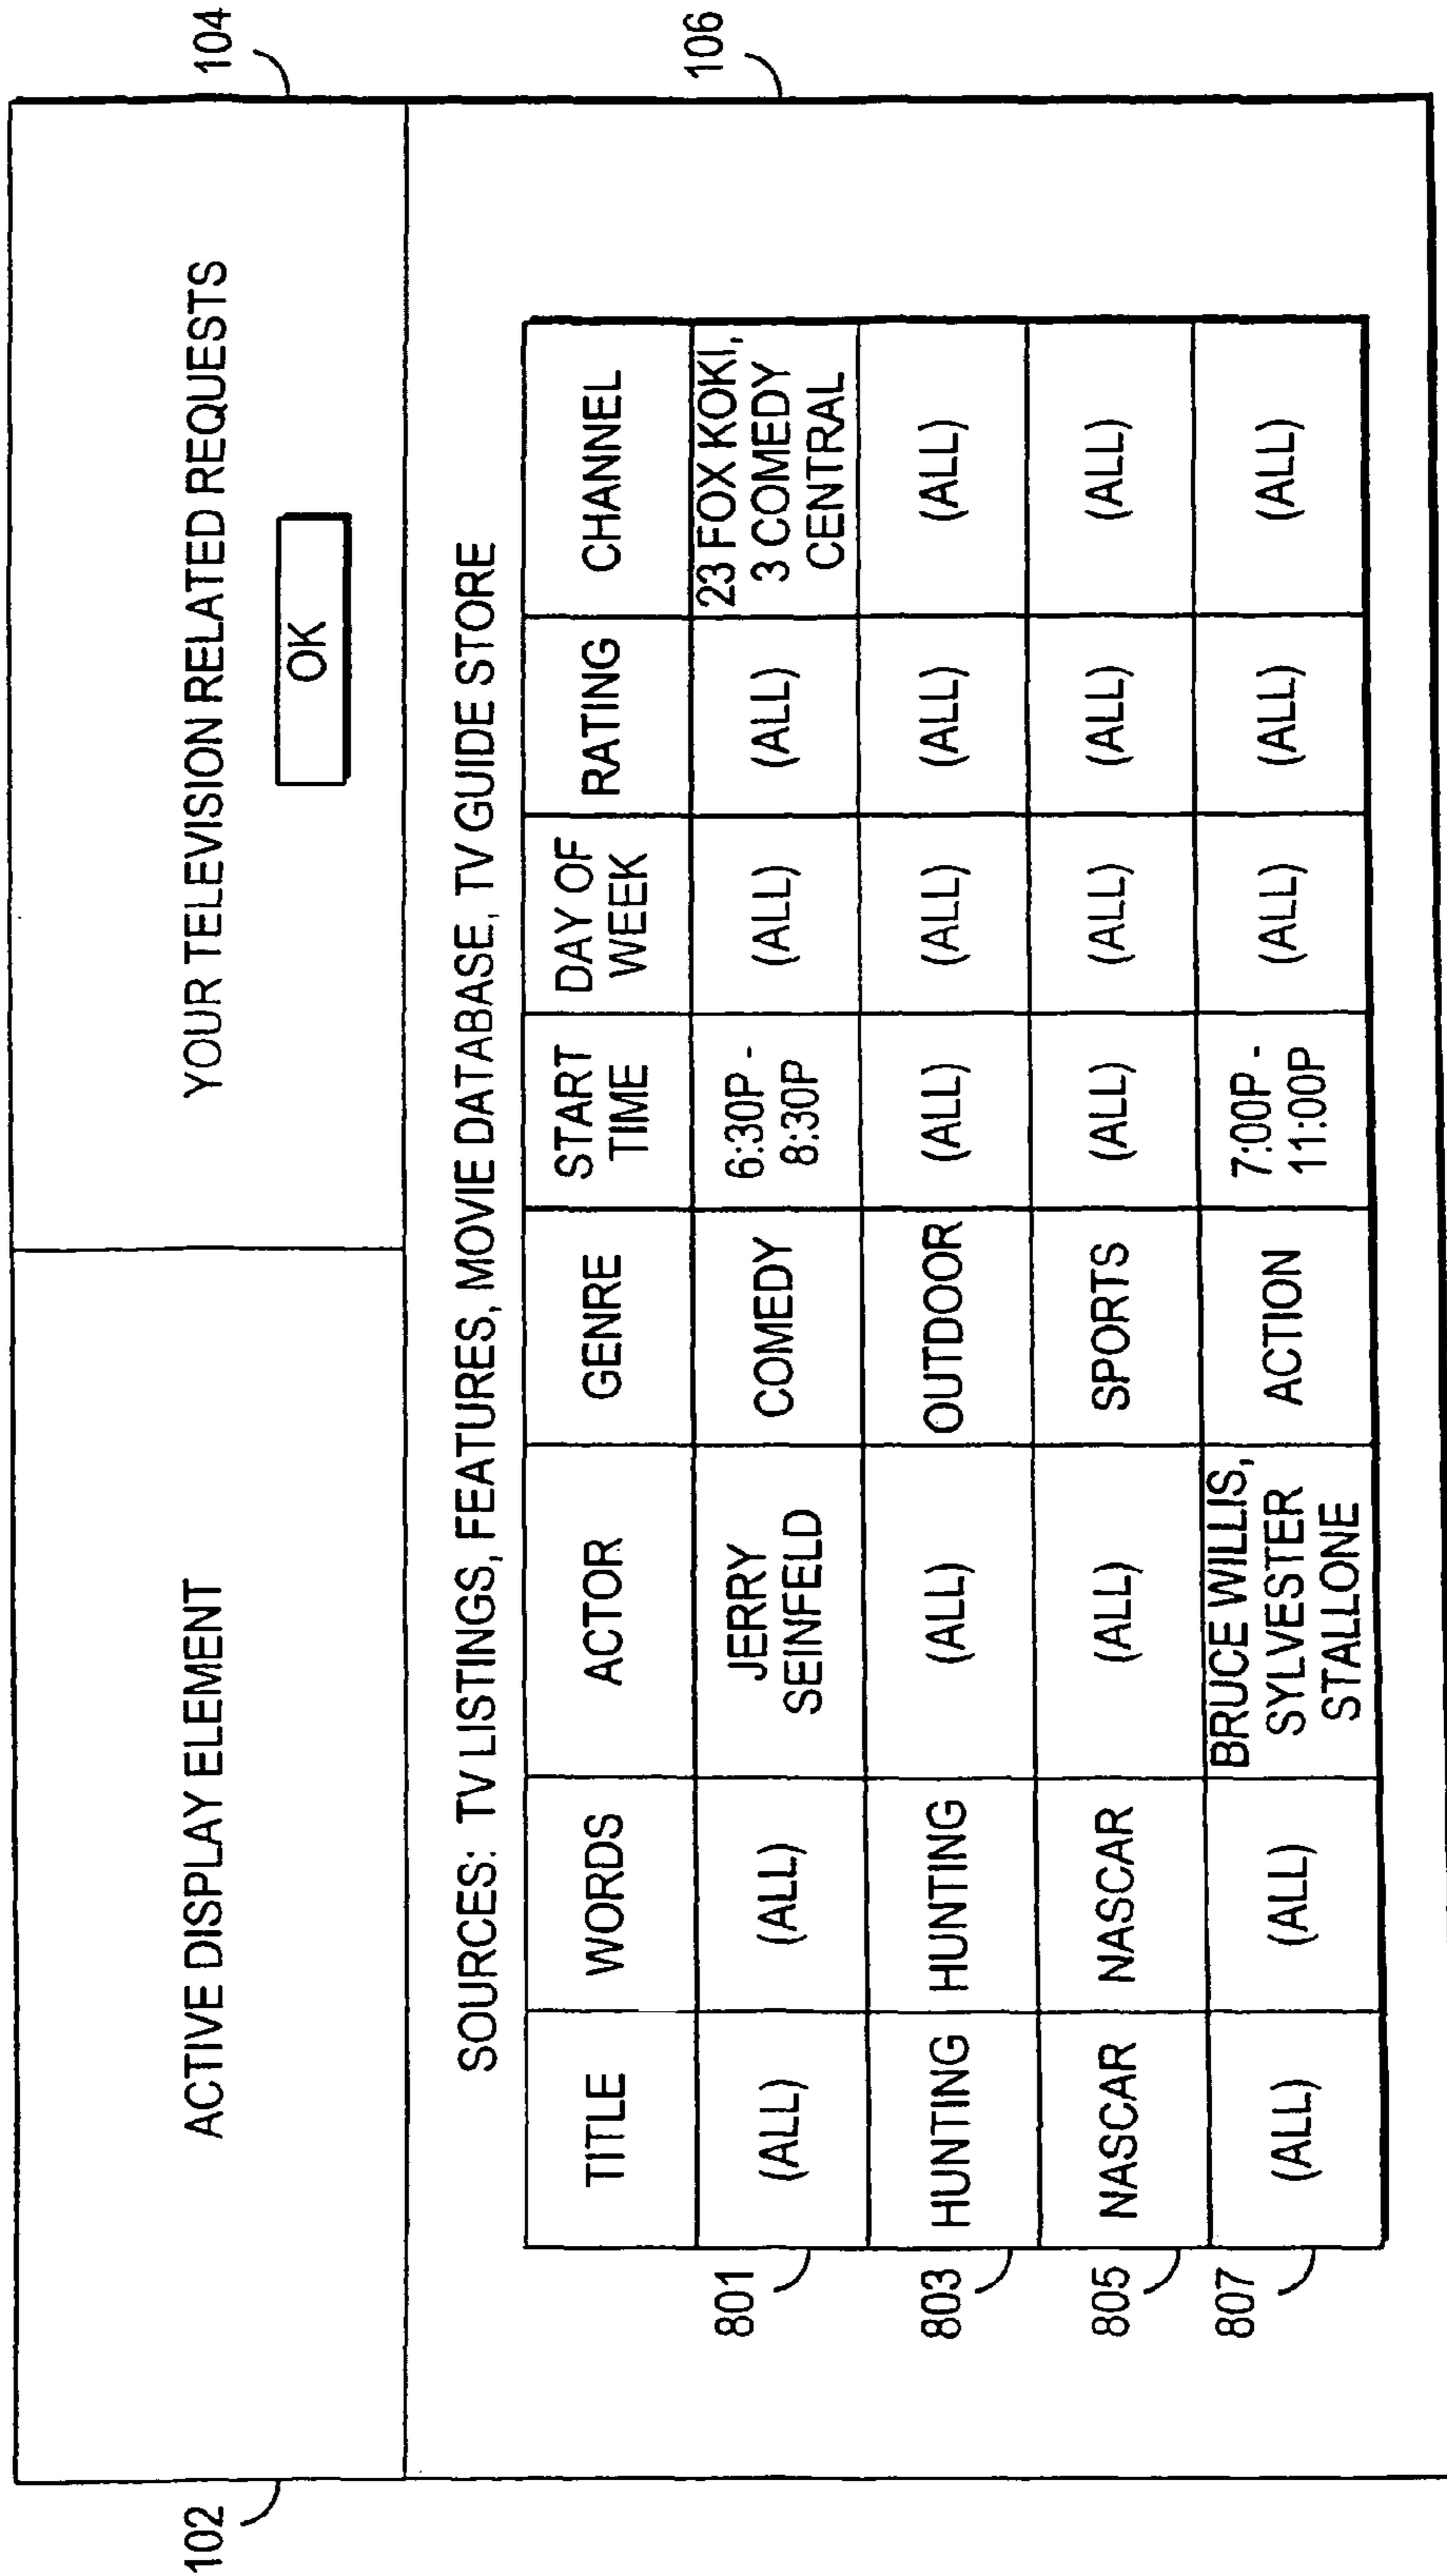 102
ACTIVE DISPLAY ELEMENT
YOUR TELEVISION RELATED REQUESTS
OK
104
106
SOURCES: TV LISTINGS, FEATURES, MOVIE DATABASE, TV GUIDE STORE
TITLE WORDS ACTOR GENRE START TIME DAY OF WEEK RATING CHANNEL
801 (ALL) (ALL) JERRY SEINFELD COMEDY 6:30P - 8:30P (ALL) (ALL) 23 FOX KOKI, 3 COMEDY CENTRAL
803 HUNTING HUNTING (ALL) OUTDOOR (ALL) (ALL) (ALL) (ALL)
805 NASCAR NASCAR (ALL) SPORTS (ALL) (ALL) (ALL) (ALL)
807 (ALL) (ALL) BRUCE WILLIS, SYLVESTER STALLONE ACTION 7:00P - 11:00P (ALL) (ALL) (ALL)